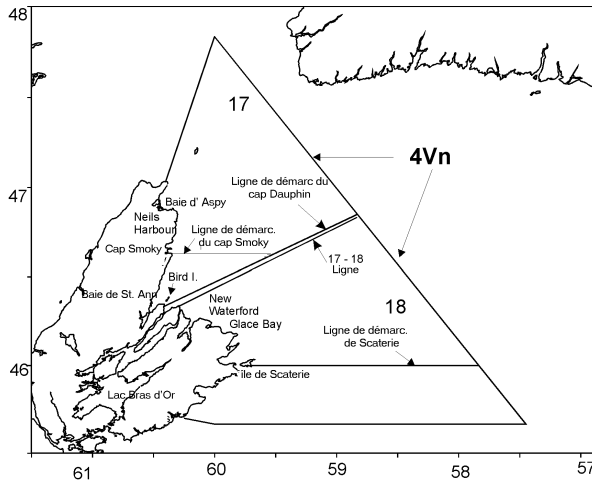 48
17
4Vn
Ligne de démarc du
cap Dauphin
47
Baie d' Aspy
Neils
Harbour
Ligne de démarc.
du cap Smoky
Cap Smoky
17 - 18
Ligne
Bird I.
Baie de St. Ann
New
Waterford
18
Glace Bay
Ligne de démarc.
de Scaterie
46
île de Scaterie
Lac Bras d'Or
61
60
59
58
57